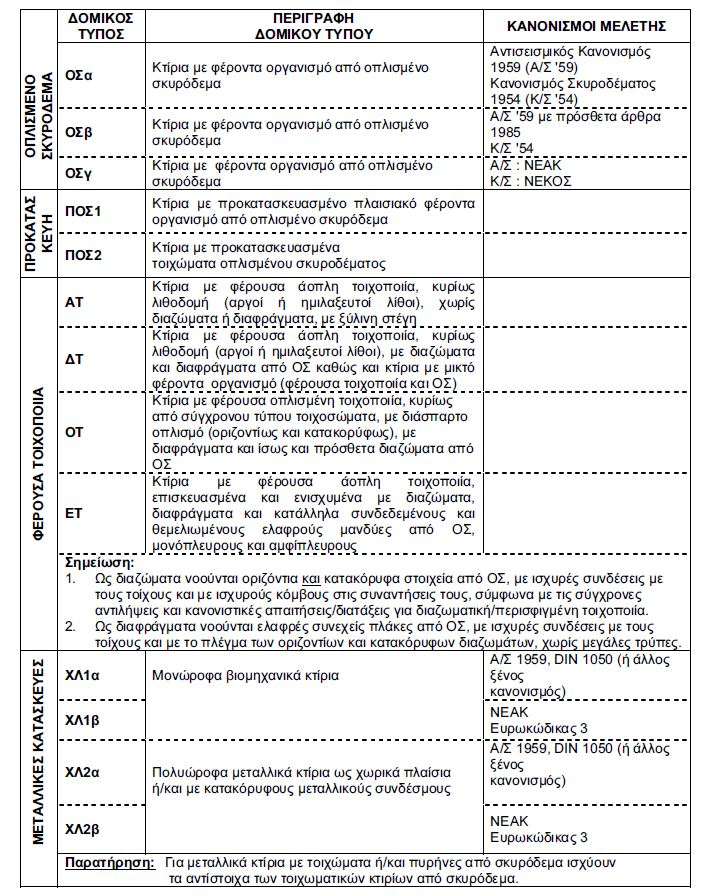 ΔΟΜΙΚΟΣ
ΤΥΠΟΣ
ΠΕΡΙΓΡΑΦΗ
ΔΟΜΙΚΟΥ ΤΥΠΟΥ
ΚΑΝΟΝΙΣΜΟΙ ΜΕΛΕΤΗΣ
ΟΠΛΙΣΜΕΝΟ
ΣΚΥΡΟΔΕΜΑ
ΟΣα
Κτίρια με φέροντα οργανισμό από οπλισμένο
σκυρόδεμα
Αντισεισμικός Κανονισμός
1959 (Α/Σ '59)
Κανονισμός Σκυροδέματος
1954 (Κ/Σ '54)
ΟΣβ
Κτίρια με φέροντα οργανισμό από οπλισμένο
σκυρόδεμα
Α/Σ '59 με πρόσθετα άρθρα
1985
Κ/Σ '54
ΟΣγ
Κτίρια με φέροντα οργανισμό από οπλισμένο
σκυρόδεμα
Α/Σ : ΝΕΑΚ
Κ/Σ : ΝΕΚΟΣ
ΠΡΟΚΑΤΑΣ
ΚΕΥΗ
ΠΟΣ1
Κτίρια με προκατασκευασμένο πλαισιακό φέροντα
οργανισμό από οπλισμένο σκυρόδεμα
ΠΟΣ2
Κτίρια με προκατασκευασμένα
τοιχώματα οπλισμένου σκυροδέματος
ΦΕΡΟΥΣΑ ΤΟΙΧΟΠΟΙΙΑ
ΑΤ
Κτίρια με φέρουσα άοπλη τοιχοποιία, κυρίως
λιθοδομή (αργοί ή ημιλαξευτοί λίθοι), χωρίς
διαζώματα ή διαφράγματα, με ξύλινη στέγη
ΔΤ
Κτίρια με φέρουσα άοπλη τοιχοποιία, κυρίως
λιθοδομή (αργοί ή ημιλαξευτοί λίθοι), με διαζώματα
και διαφράγματα από ΟΣ καθώς και κτίρια με μικτό
φέροντα οργανισμό (φέρουσα τοιχοποιία και ΟΣ)
ΟΤ
Κτίρια με φέρουσα οπλισμένη τοιχοποιία, κυρίως
από σύγχρονου τύπου τοιχοσώματα, με διάσπαρτο
οπλισμό (οριζοντίως και κατακορύφως), με
διαφράγματα και ίσως και πρόσθετα διαζώματα από
ΟΣ
ΕΤ
Κτίρια με φέρουσα άοπλη τοιχοποιία,
επισκευασμένα και ενισχυμένα με διαζώματα,
διαφράγματα και κατάλληλα συνδεδεμένους και
θεμελιωμένους ελαφρούς μανδύες από ΟΣ,
μονόπλευρους και αμφίπλευρους
Σημείωση:
1. Ως διαζώματα νοούνται οριζόντια και κατακόρυφα στοιχεία από ΟΣ, με ισχυρές συνδέσεις με
τους τοίχους και με ισχυρούς κόμβους στις συναντήσεις τους, σύμφωνα με τις σύγχρονες
αντιλήψεις και κανονιστικές απαιτήσεις/διατάξεις για διαζωματική/περισφιγμένη τοιχοποιία.
2. Ως διαφράγματα νοούνται ελαφρές συνεχείς πλάκες από ΟΣ, με ισχυρές συνδέσεις με τους
τοίχους και με το πλέγμα των οριζοντίων και κατακόρυφων διαζωμάτων, χωρίς μεγάλες τρύπες.
ΜΕΤΑΛΛΙΚΕΣ ΚΑΤΑΣΚΕΥΕΣ
ΧΛ1α
Μονώροφα βιομηχανικά κτίρια
Α/Σ 1959, DIN 1050 (ή άλλος
ξένος
κανονισμός)
ΧΛ1β
ΝΕΑΚ
Ευρωκώδικας 3
ΧΛ2α
Πολυώροφα μεταλλικά κτίρια ως χωρικά πλαίσια
ή/και με κατακόρυφους μεταλλικούς συνδέσμους
Α/Σ 1959, DIN 1050 (ή άλλος
ξένος
κανονισμός)
ΧΛ2β
ΝΕΑΚ
Ευρωκώδικας 3
Παρατήρηση: Για μεταλλικά κτίρια με τοιχώματα ή/και πυρήνες από σκυρόδεμα ισχύουν
τα αντίστοιχα των τοιχωματικών κτιρίων από σκυρόδεμα.